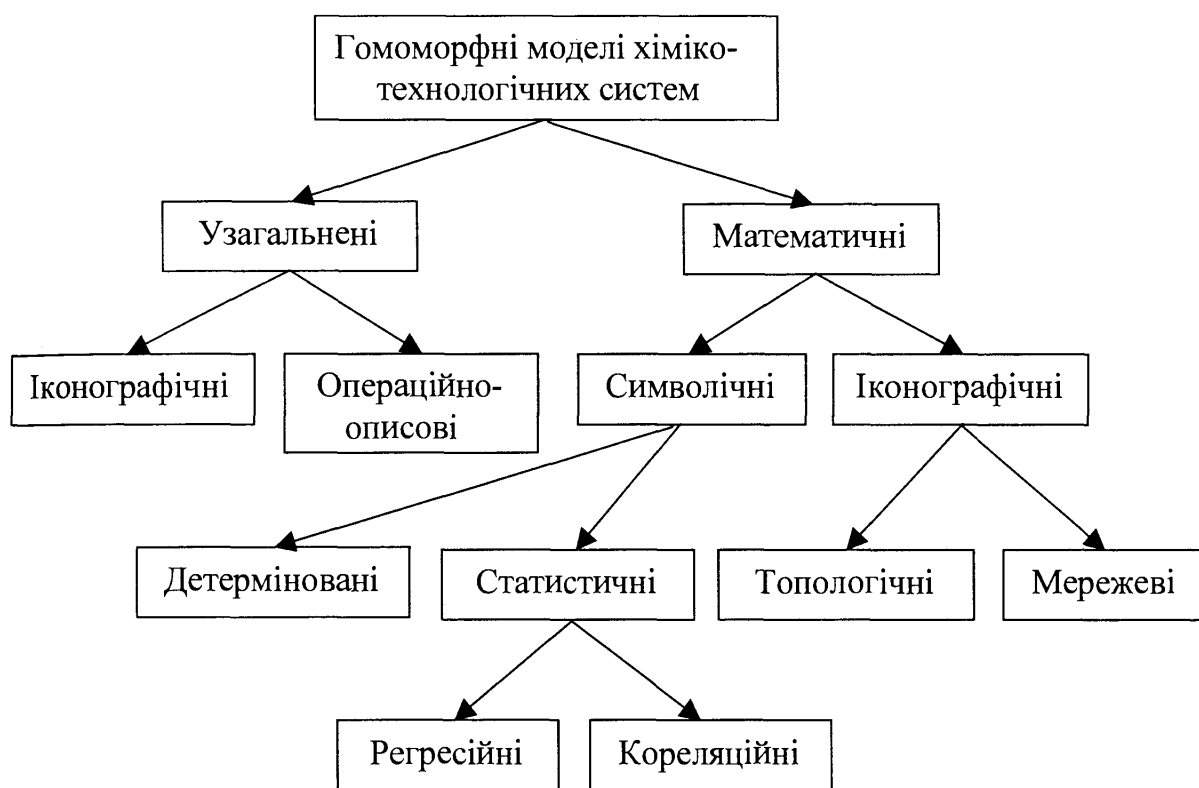 Гомоморфні моделі хіміко-
технологічних систем
Узагальнені
Математичні
Іконографічні
Операційно-
описові
Символічні
Іконографічні
Детерміновані
Статистичні
Топологічні
Мережеві
Регресійні
Кореляційні